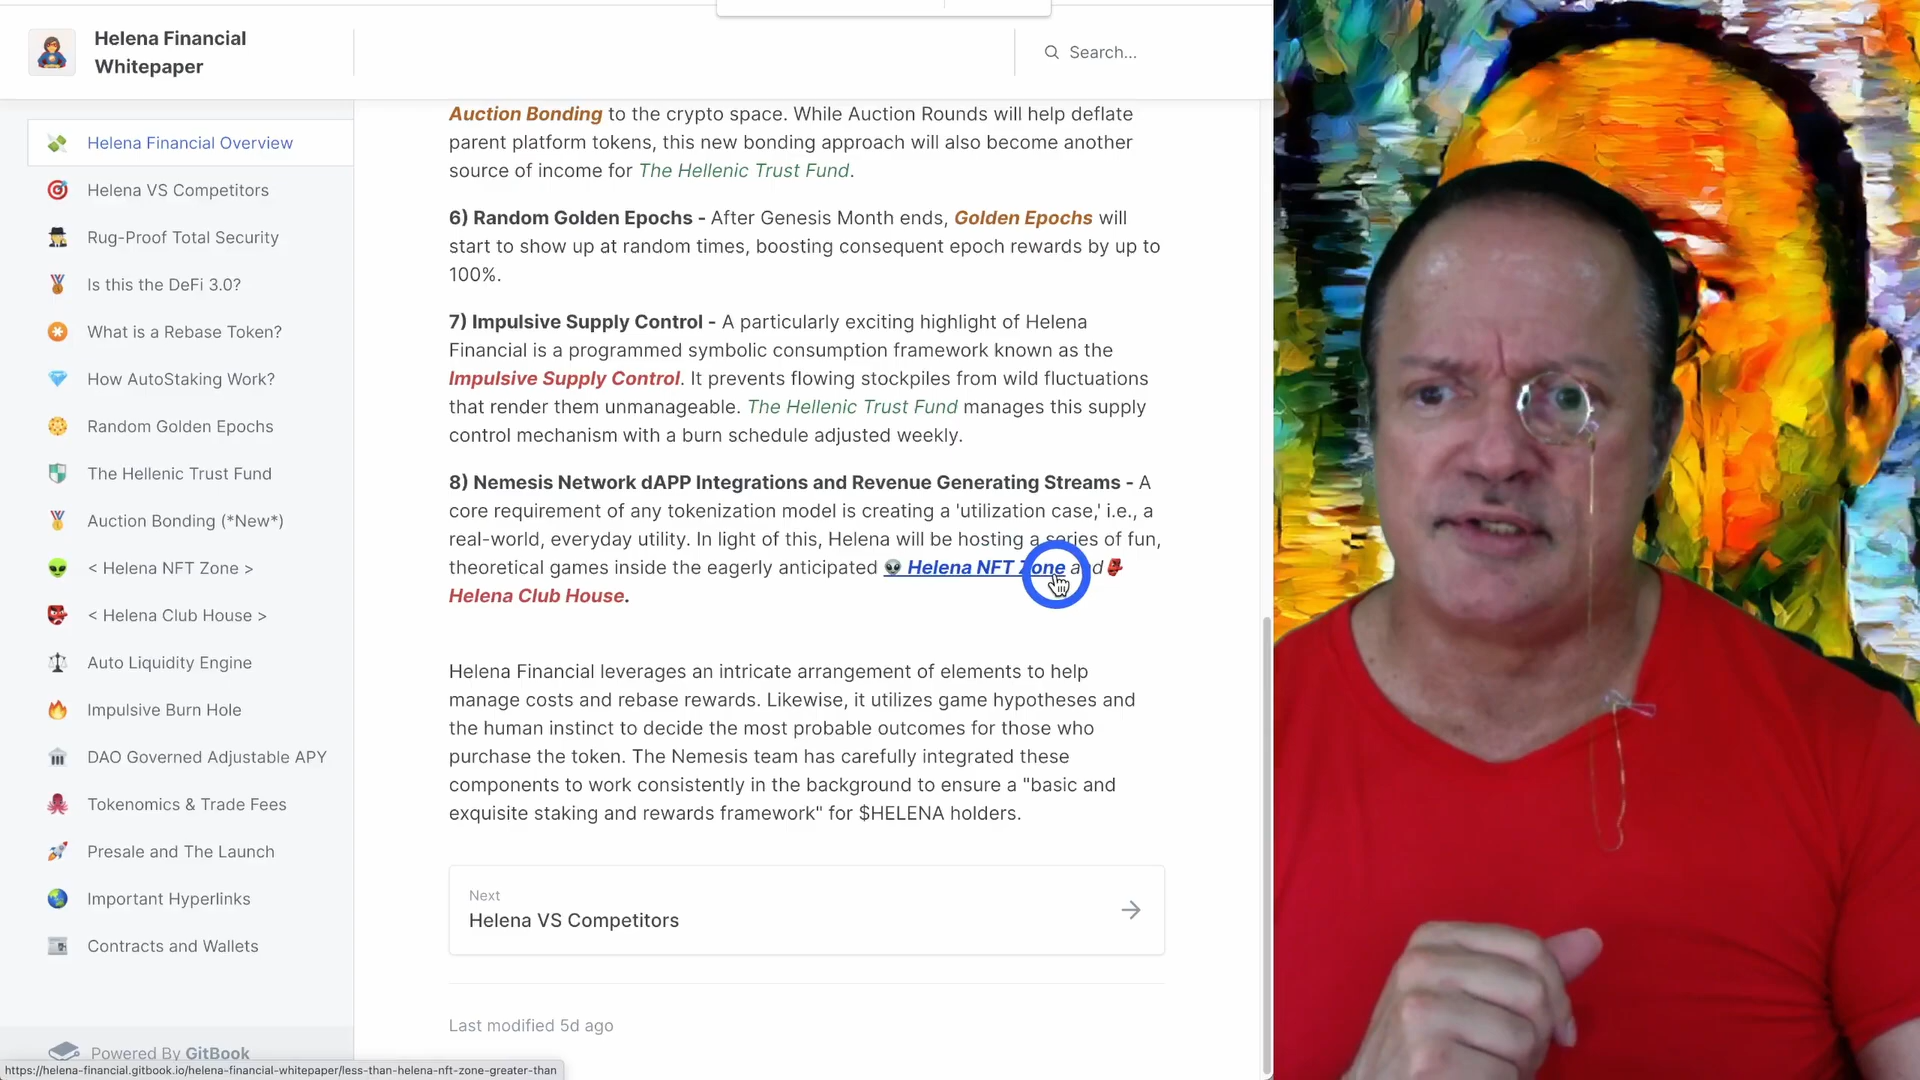 Helena Financial
Whitepaper
Search...
Helena Financial Overview
Helena VS Competitors
Rug-Proof Total Security
Is this the DeFi 3.0?
What is a Rebase Token?
How AutoStaking Work?
Random Golden Epochs
The Hellenic Trust Fund
Auction Bonding (*New*)
< Helena NFT Zone >
< Helena Club House >
Auto Liquidity Engine
Impulsive Burn Hole
DAO Governed Adjustable APY
Tokenomics & Trade Fees
Presale and The Launch
Important Hyperlinks
Contracts and Wallets
Powered By GitBook
Auction Bonding to the crypto space. While Auction Rounds will help deflate
parent platform tokens, this new bonding approach will also become another
source of income for The Hellenic Trust Fund.
6) Random Golden Epochs - After Genesis Month ends, Golden Epochs will
start to show up at random times, boosting consequent epoch rewards by up to
100%.
7) Impulsive Supply Control - A particularly exciting highlight of Helena
Financial is a programmed symbolic consumption framework known as the
Impulsive Supply Control. It prevents flowing stockpiles from wild fluctuations
that render them unmanageable. The Hellenic Trust Fund manages this supply
control mechanism with a burn schedule adjusted weekly.
8) Nemesis Network dAPP Integrations and Revenue Generating Streams - A
core requirement of any tokenization model is creating a 'utilization case,' i.e., a
real-world, everyday utility. In light of this, Helena will be hosting a series of fun,
theoretical games inside the eagerly anticipated Helena NFT Zone and
Helena Club House.
Helena Financial leverages an intricate arrangement of elements to help
manage costs and rebase rewards. Likewise, it utilizes game hypotheses and
the human instinct to decide the most probable outcomes for those who
purchase the token. The Nemesis team has carefully integrated these
components to work consistently in the background to ensure a "basic and
exquisite staking and rewards framework" for $HELENA holders.
Next
Helena VS Competitors
Last modified 5d ago
https://helena-financial.gitbook.io/helena-financial-whitepaper/less-than-helena-nft-zone-greater-than